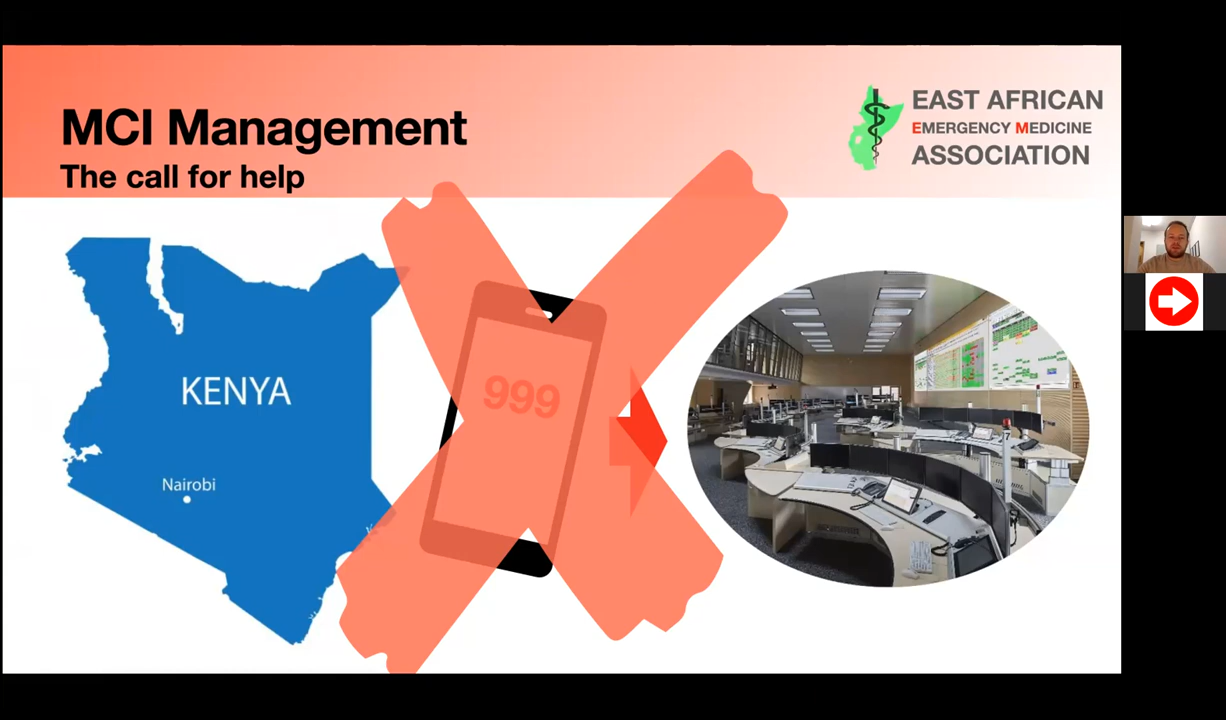 MCI Management
The call for help
EAST AFRICAN
EMERGENCY MEDICINE
ASSOCIATION
KENYA
Nairobi
999